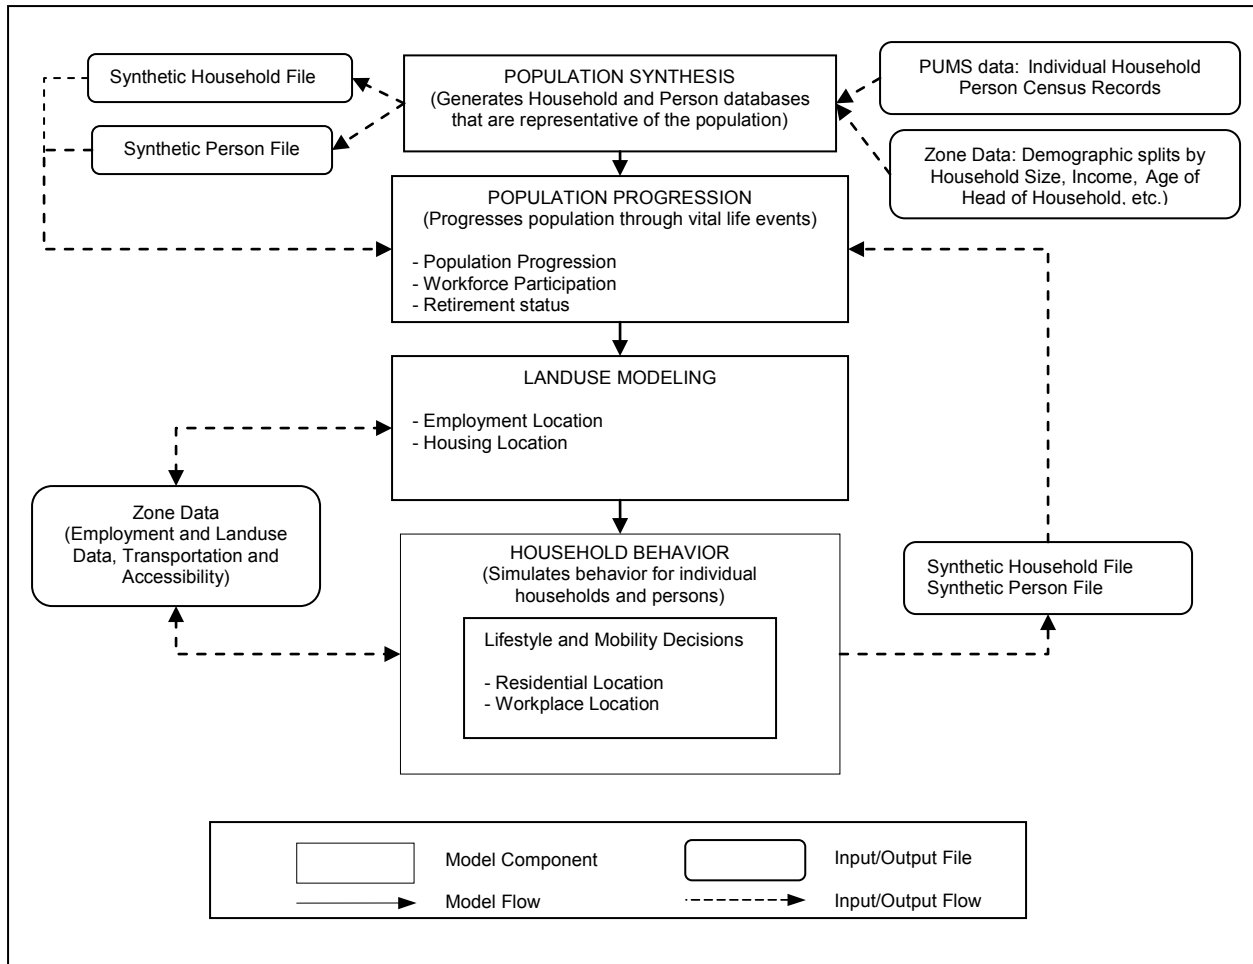 Synthetic Household File
Synthetic Person File
POPULATION SYNTHESIS
(Generates Household and Person databases
that are representative of the population)
PUMS data: Individual Household
Person Census Records
Zone Data: Demographic splits by
Household Size, Income, Age of
Head of Household, etc.)
POPULATION PROGRESSION
(Progresses population through vital life events)
- Population Progression
- Workforce Participation
- Retirement status
LANDUSE MODELING
- Employment Location
- Housing Location
Zone Data
(Employment and Landuse
Data, Transportation and
Accessibility)
HOUSEHOLD BEHAVIOR
(Simulates behavior for individual
households and persons)
Lifestyle and Mobility Decisions
- Residential Location
- Workplace Location
Synthetic Household File
Synthetic Person File
Model Component
Input/Output File
Model Flow
Input/Output Flow